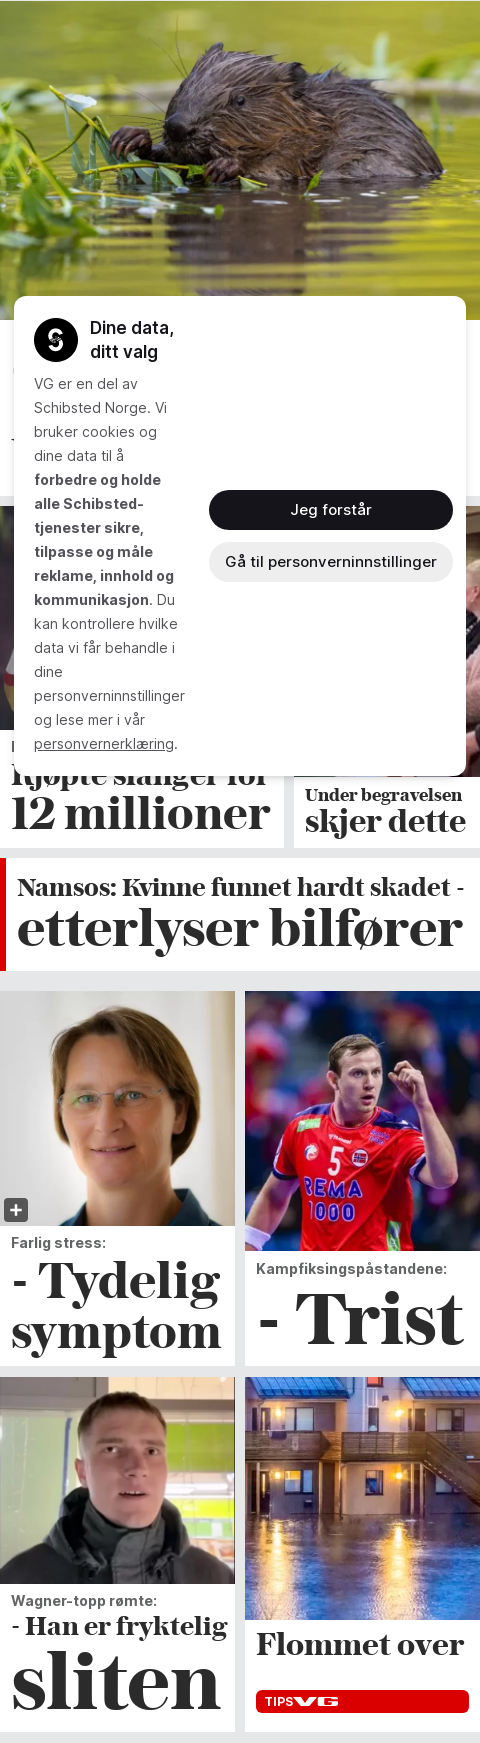 Dine data,
ditt valg
VG er en del av
Schibsted Norge. Vi
bruker cookies og
dine data til å
forbedre og holde
alle Schibsted-
tjenester sikre,
tilpasse og måle
reklame, innhold og
kommunikasjon. Du
kan kontrollere hvilke
data vi får behandle i
dine
personverninnstillinger
og lese mer i vår
personvernerklæring.
Jeg forstår
Gå til personverninnstillinger
Kjøpte slanger for
12 millioner
Under begravelsen
skjer dette
Namsos: Kvinne funnet hardt skadet -
etterlyser bilfører
Farlig stress:
- Tydelig
symptom
5
REMA
1000
Kampfiksingspåstandene:
- Trist
Wagner-topp rømte:
- Han er fryktelig
sliten
Flommet over
TIPS VG